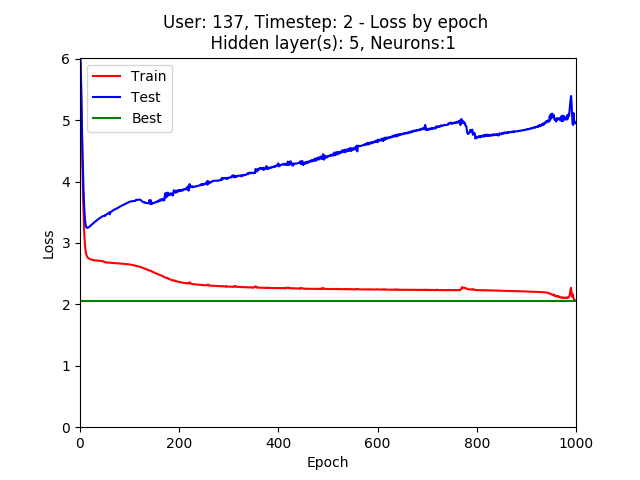 User: 137, Timestep: 2 - Loss by epoch
Hidden layer(s): 5, Neurons:1
Train
Test
Best
Loss
6
5
4
3
2
1
0
0 200 400 600 800 1000
Epoch